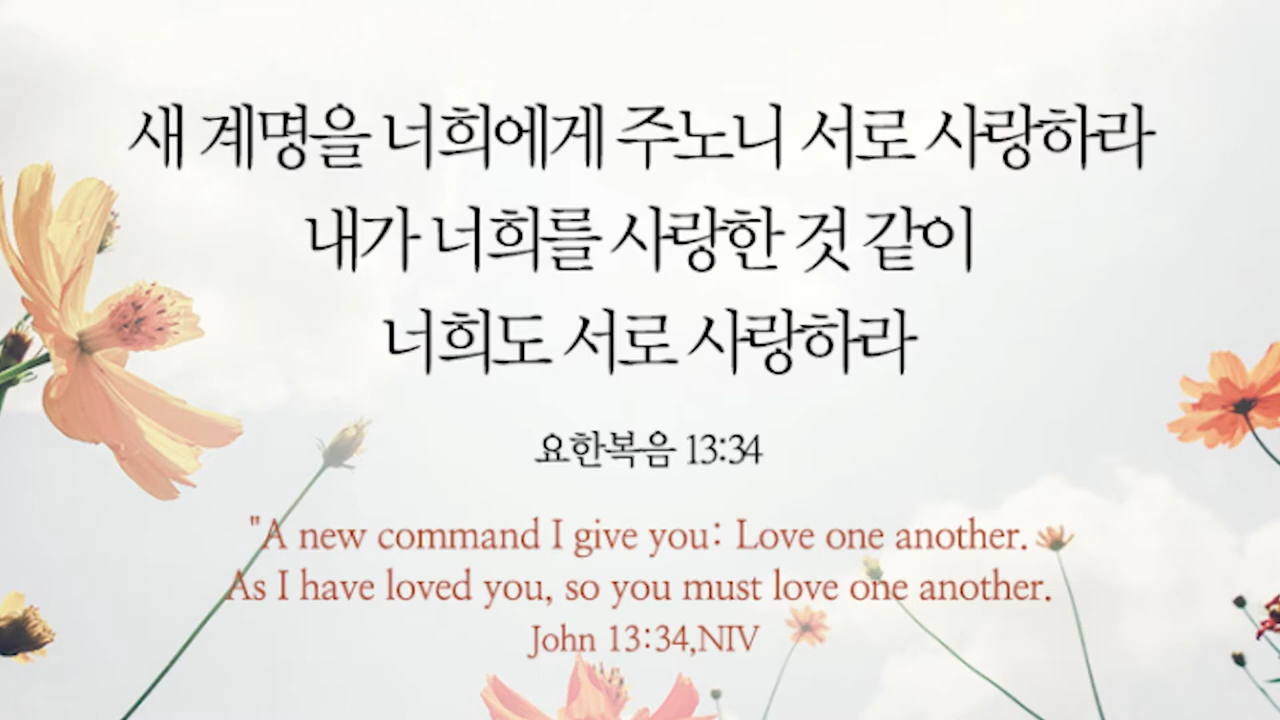 새 계명을 너희에게 주노니 서로 사랑하라
내가 너희를 사랑한 것 같이
너희도 서로 사랑하라
요한복음 13:34
"A new command I give you: Love one another.
As I have loved you, so you must love one another.
John 13:34,NIV